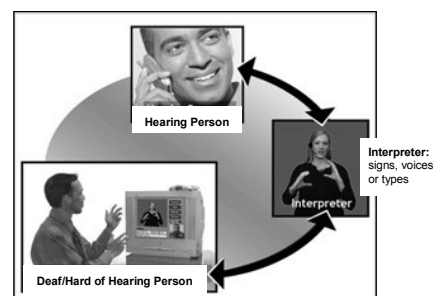 Hearing Person
Interpreter:
signs, voices
or types
Interpreter
Deaf/Hard of Hearing Person